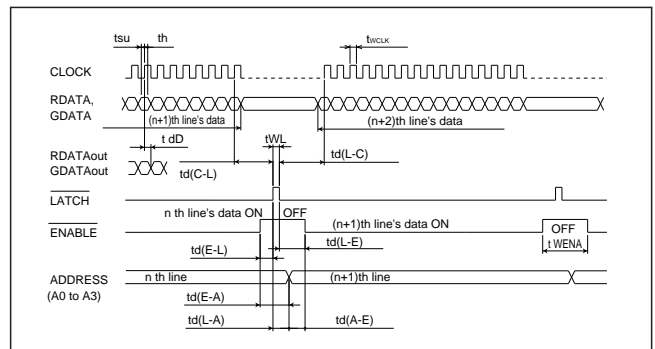 tsu th tWCLK
CLOCK
RDATA,
GDATA
(n+1)th line's data (n+2)th line's data
t dD tWL
RDATAout
GDATAout
td(C-L) td(L-C)
LATCH
n th line's data ON OFF (n+1)th line's data ON OFF
ENABLE
td(L-E) t WENA
td(E-L)
ADDRESS n th line (n+1)th line
(A0 to A3)
td(E-A)
td(L-A) td(A-E)